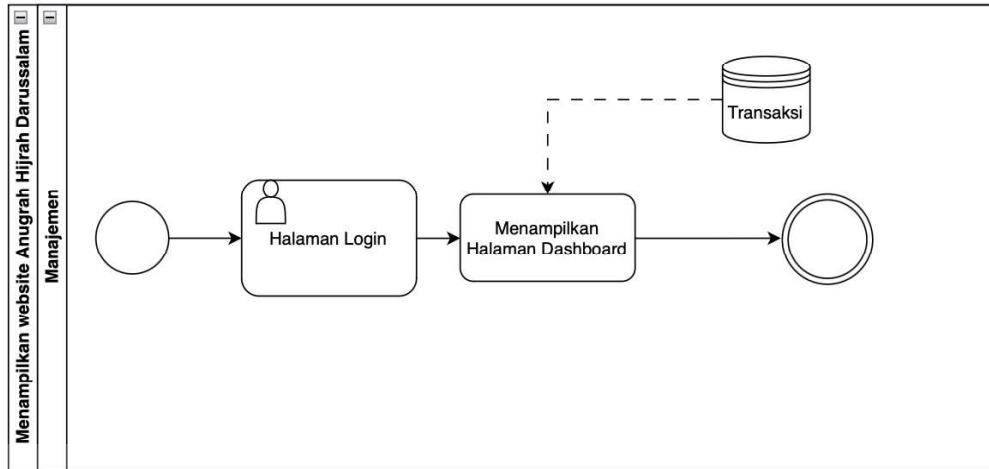 Menampilkan website Anugrah Hijrah Darussalam
Manajemen
Transaksi
Halaman Login
Menampilkan
Halaman Dashboard